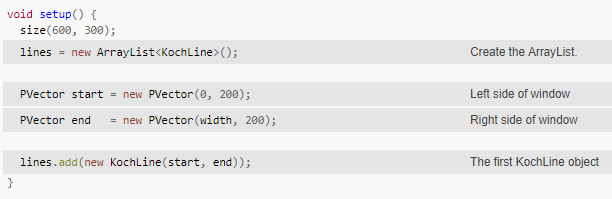 void setup() {
  size(600, 300);
  lines = new ArrayList<KochLine>(); Create the ArrayList.
  PVector start = new PVector(0, 200); Left side of window
  PVector end   = new PVector(width, 200); Right side of window
  lines.add(new KochLine(start, end)); The first KochLine object
}